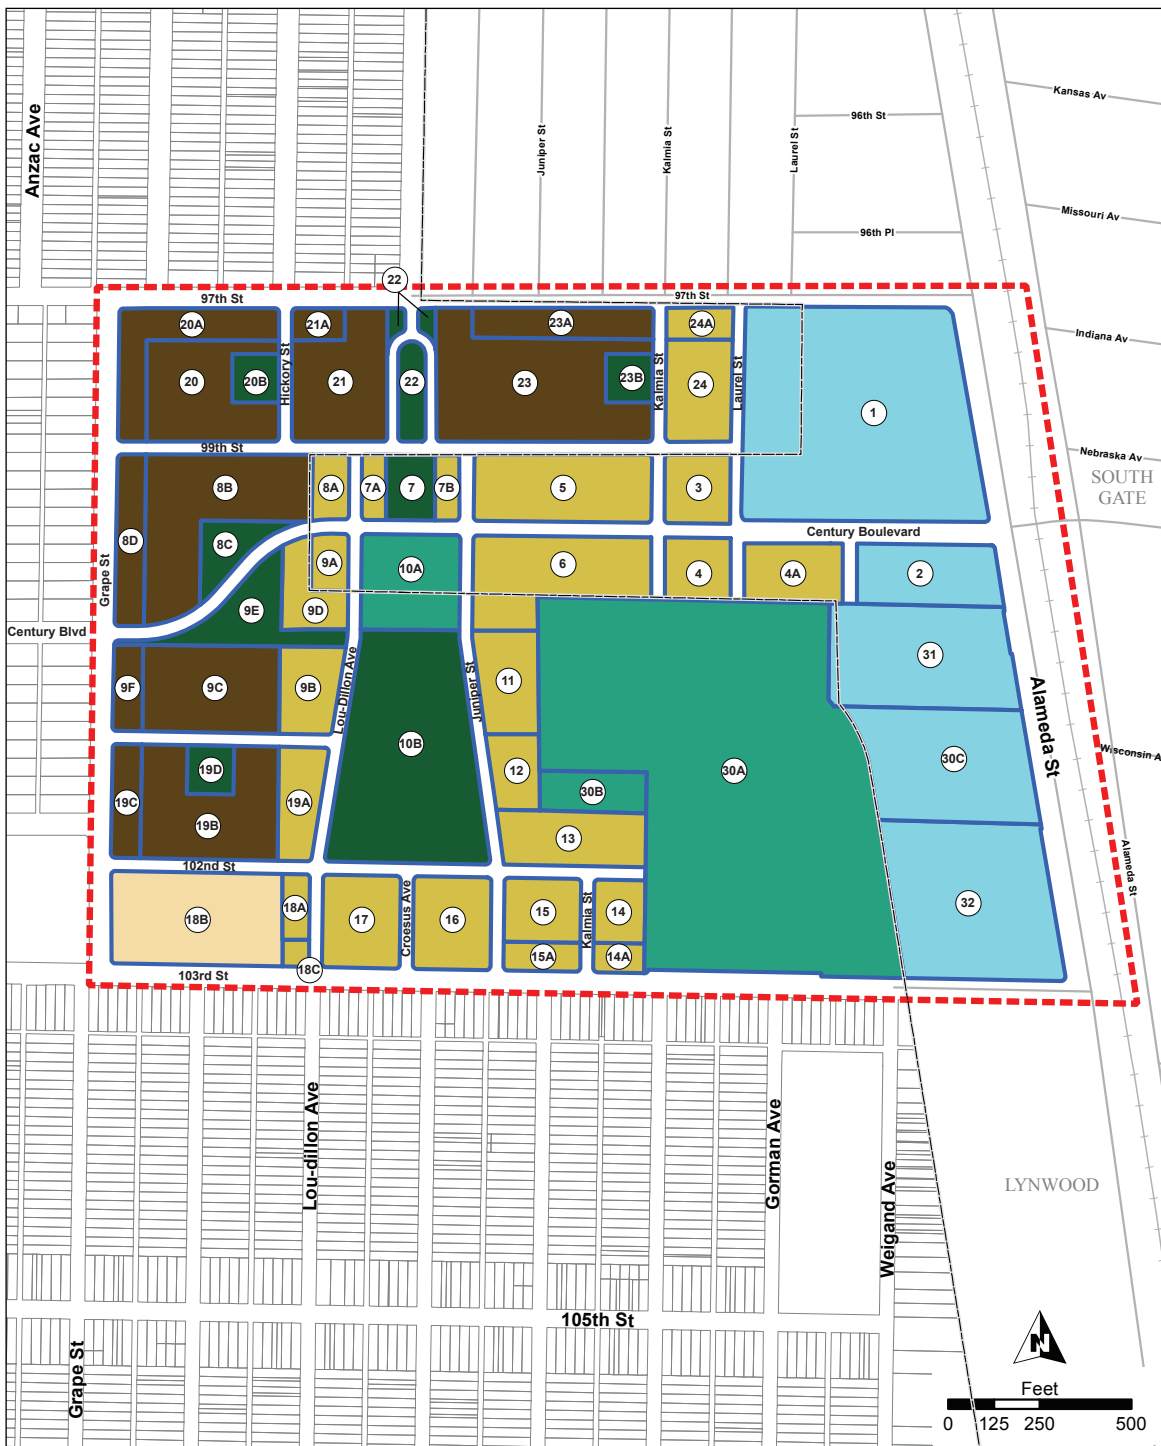 Kansas Av
Anzac Ave
96th St
Juniper St
Kalmia St
Laurel St
Missouri Av
96th Pl
22
97th St
97th St
20A
21A
23A
24A
Indiana Av
Hickory St
Kalmia St
Laurel St
20
20B
21
22
23
23B
24
1
99th St
Nebraska Av
SOUTH
GATE
8B
8A
7A
7
7B
5
3
8D
8C
Century Boulevard
Grape St
9A
10A
6
4
4A
2
9E
9D
Century Blvd
31
9F
9C
9B
Lou-Dillon Ave
Juniper St
11
Alameda St
10B
Wisconsin A
19D
12
30A
30C
19C
19B
19A
30B
13
102nd St
Alameda St
18B
18A
17
Croesus Ave
16
15
Kalmia St
14
32
15A
14A
18C
103rd St
Lou-dillon Ave
Gorman Ave
Weigand Ave
LYNWOOD
105th St
Grape St
N
Feet
0 125 250 500